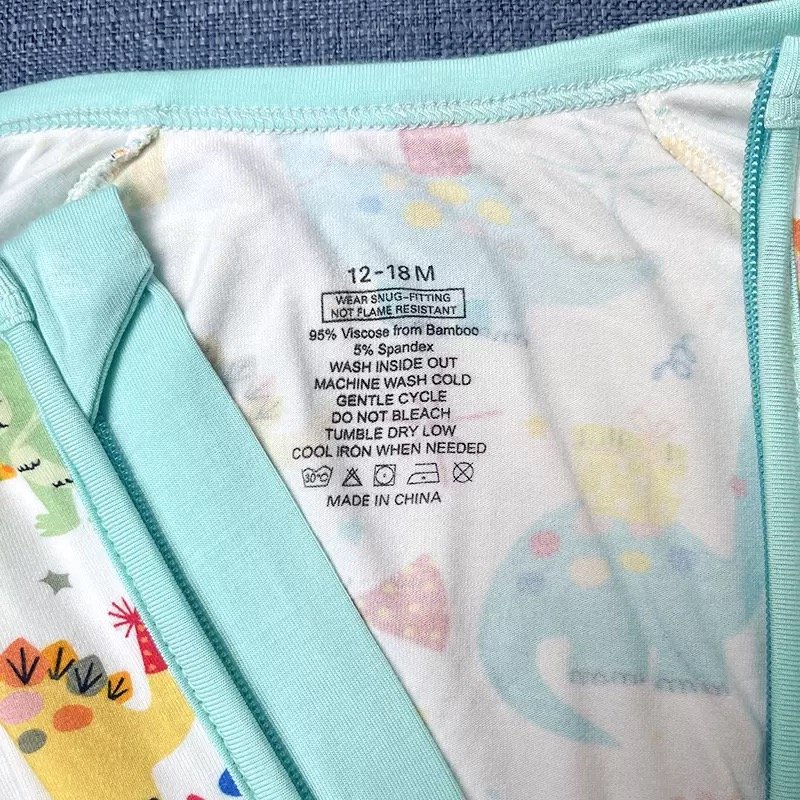 12-18M
WEAR SNUG-FITTING
NOT FLAME RESISTANT
95% Viscose from Bamboo
5% Spandex
WASH INSIDE OUT
MACHINE WASH COLD
GENTLE CYCLE
DO NOT BLEACH
TUMBLE DRY LOW
COOL IRON WHEN NEEDED
30°C
MADE IN CHINA